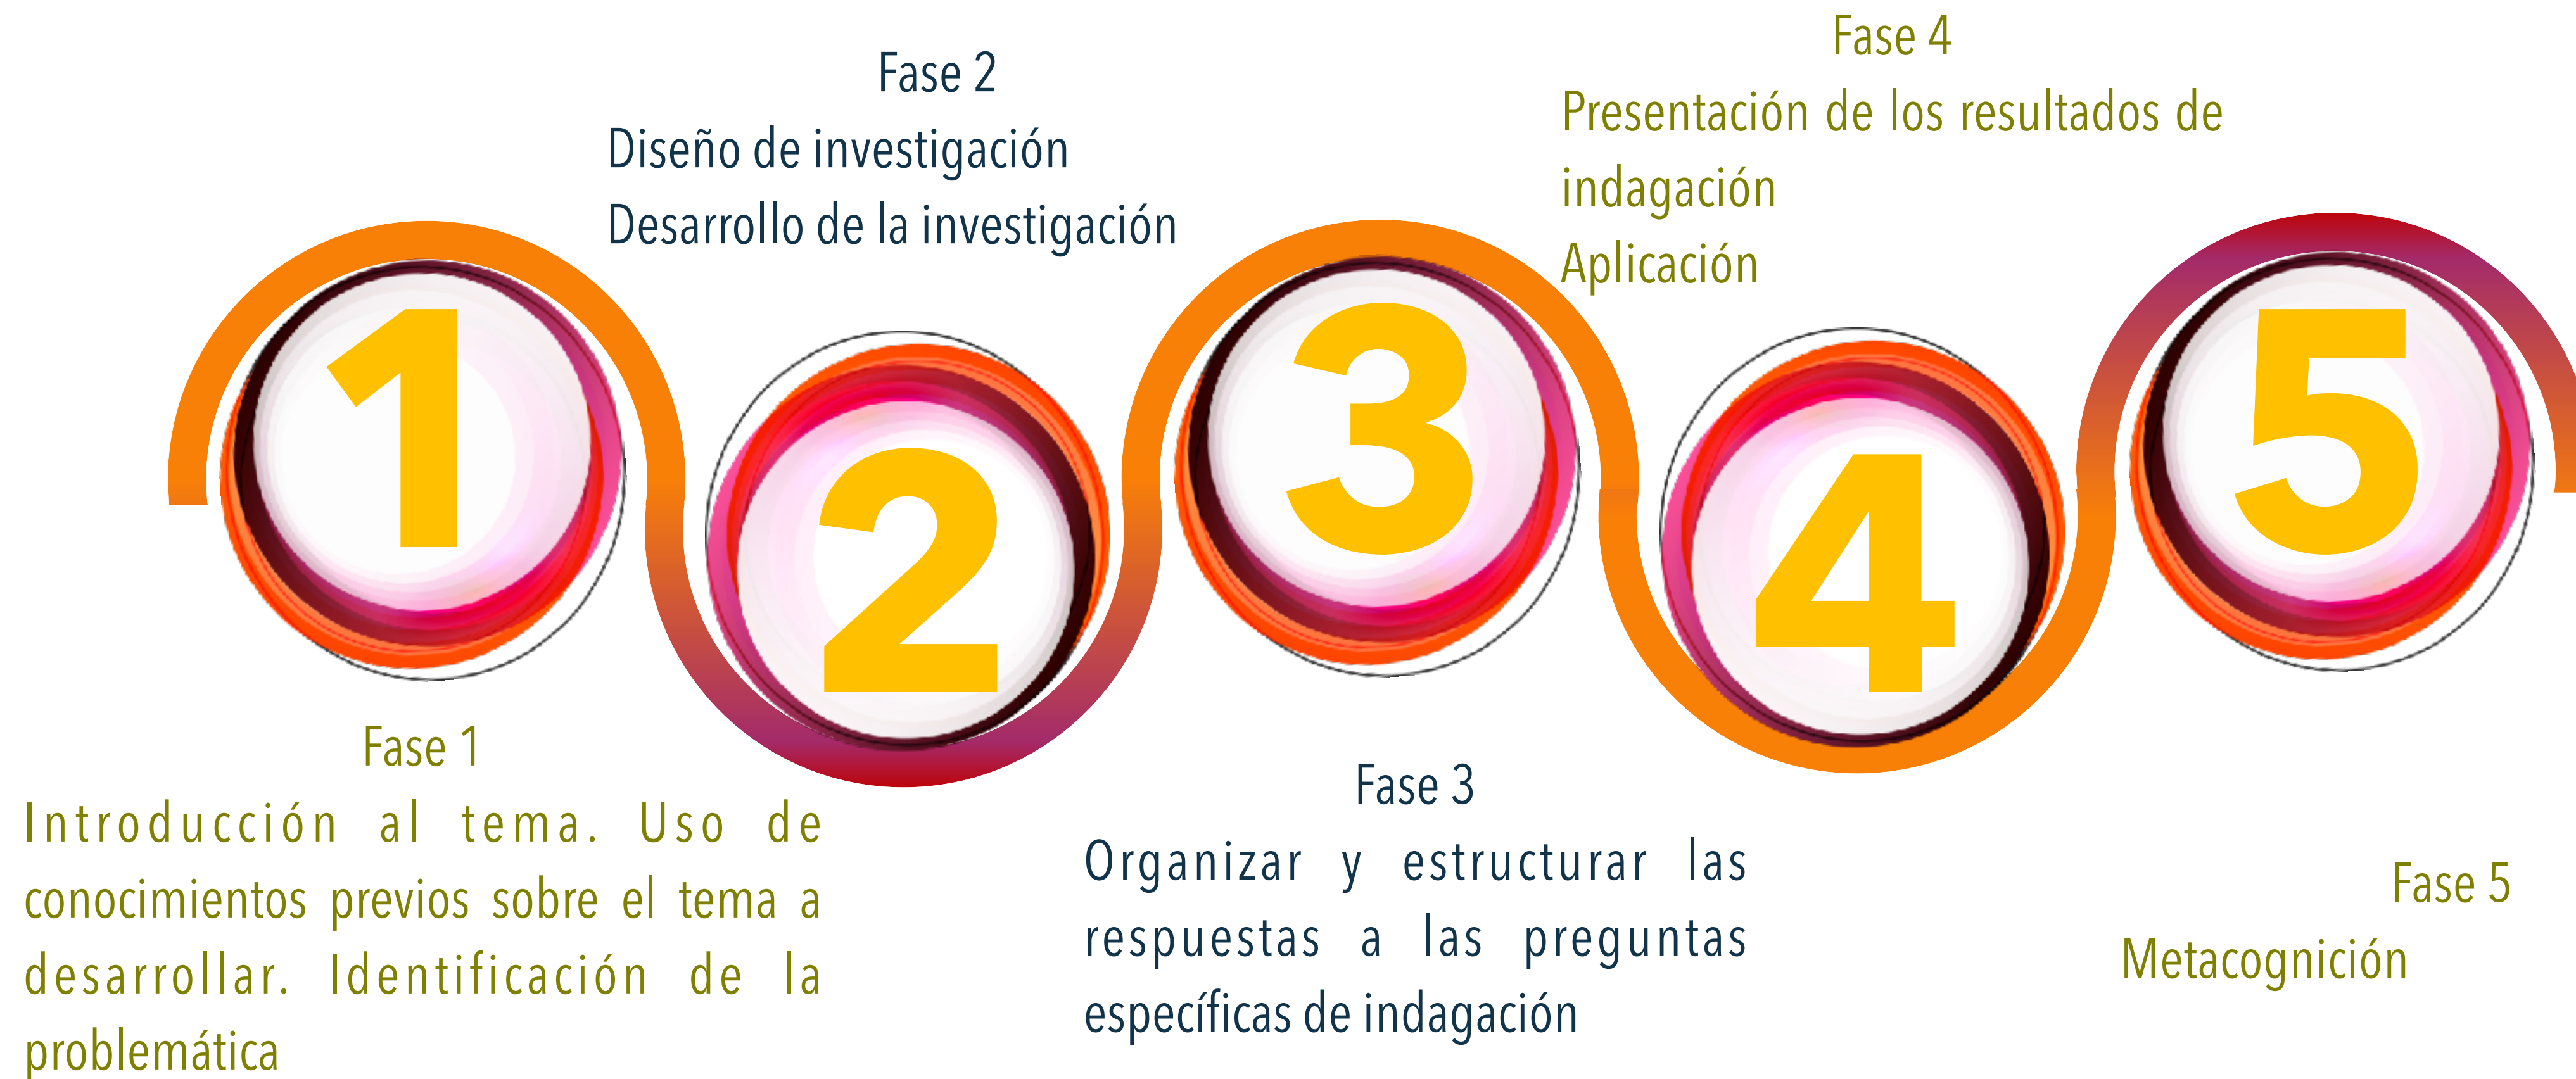 1
Fase 1
Introducción al tema. Uso de
conocimientos previos sobre el tema a
desarrollar. Identificación de la
problemática
Fase 2
Diseño de investigación
Desarrollo de la investigación
2
3
Fase 3
Organizar y estructurar las
respuestas a las preguntas
específicas de indagación
Fase 4
Presentación de los resultados de
indagación
Aplicación
4
5
Fase 5
Metacognición